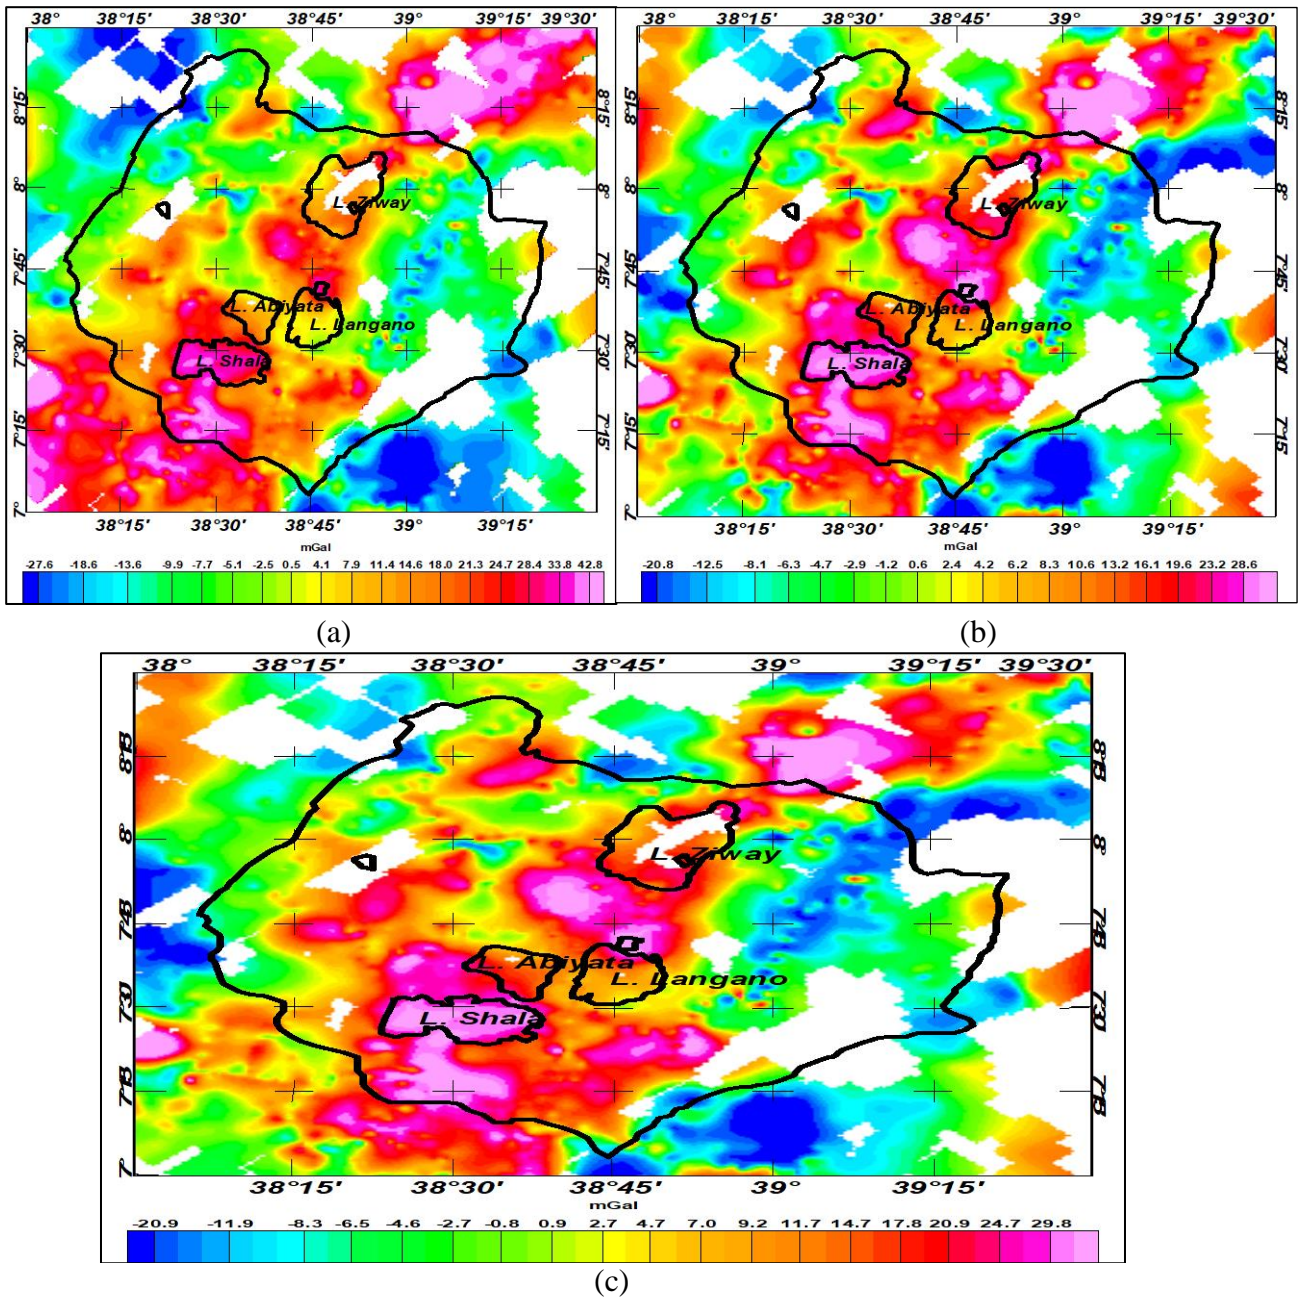 38° 38°15' 38°30' 38°45' 39° 39°15' 39°30'
8°15' 8°15'
8° 8°
L. Ziway
7°45' 7°45'
L. Abiyata
L. Langano
7°30' 7°30'
L. Shala
7°15' 7°15'
7°
38°15' 38°30' 38°45' 39° 39°15'
mGal
-27.6 -18.6 -13.6 -9.9 -7.7 -5.1 -2.5 0.5 4.1 7.9 11.4 14.6 18.0 21.3 24.7 28.4 33.8 42.8
(a)
38° 38°15' 38°30' 38°45' 39° 39°15' 39°30'
8°15' 8°15'
8° 8°
L. Ziway
7°45' 7°45'
L. Abiyata
L. Langano
7°30' 7°30'
L. Shala
7°15' 7°15'
7°
38°15' 38°30' 38°45' 39° 39°15'
mGal
-20.8 -12.5 -8.1 -6.3 -4.7 -2.9 -1.2 0.6 2.4 4.2 6.2 8.3 10.6 13.2 16.1 19.6 23.2 28.6
(b)
38° 38°15' 38°30' 38°45' 39° 39°15' 39°30'
8°15' 8°15'
8° 8°
L. Ziway
7°45' 7°45'
L. Abiyata
L. Langano
7°30' 7°30'
L. Shala
7°15' 7°15'
7°
38°15' 38°30' 38°45' 39° 39°15'
mGal
-20.9 -11.9 -8.3 -6.5 -4.6 -2.7 -0.8 0.9 2.7 4.7 7.0 9.2 11.7 14.7 17.8 20.9 24.7 29.8
(c)